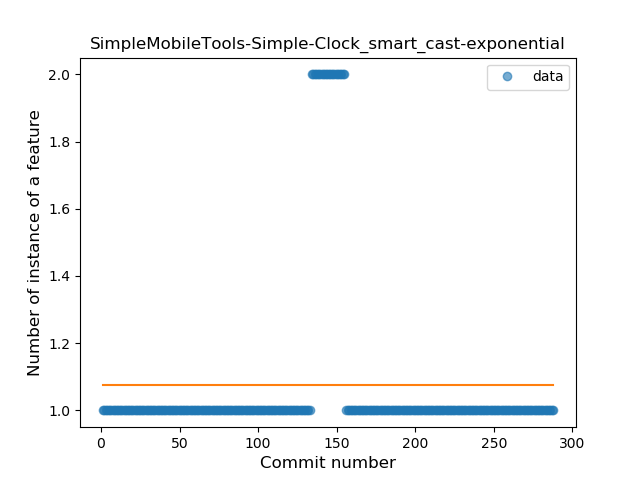 SimpleMobileTools-Simple-Clock_smart_cast-exponential
data
Number of instance of a feature
2.0
1.8
1.6
1.4
1.2
1.0
0 50 100 150 200 250 300
Commit number